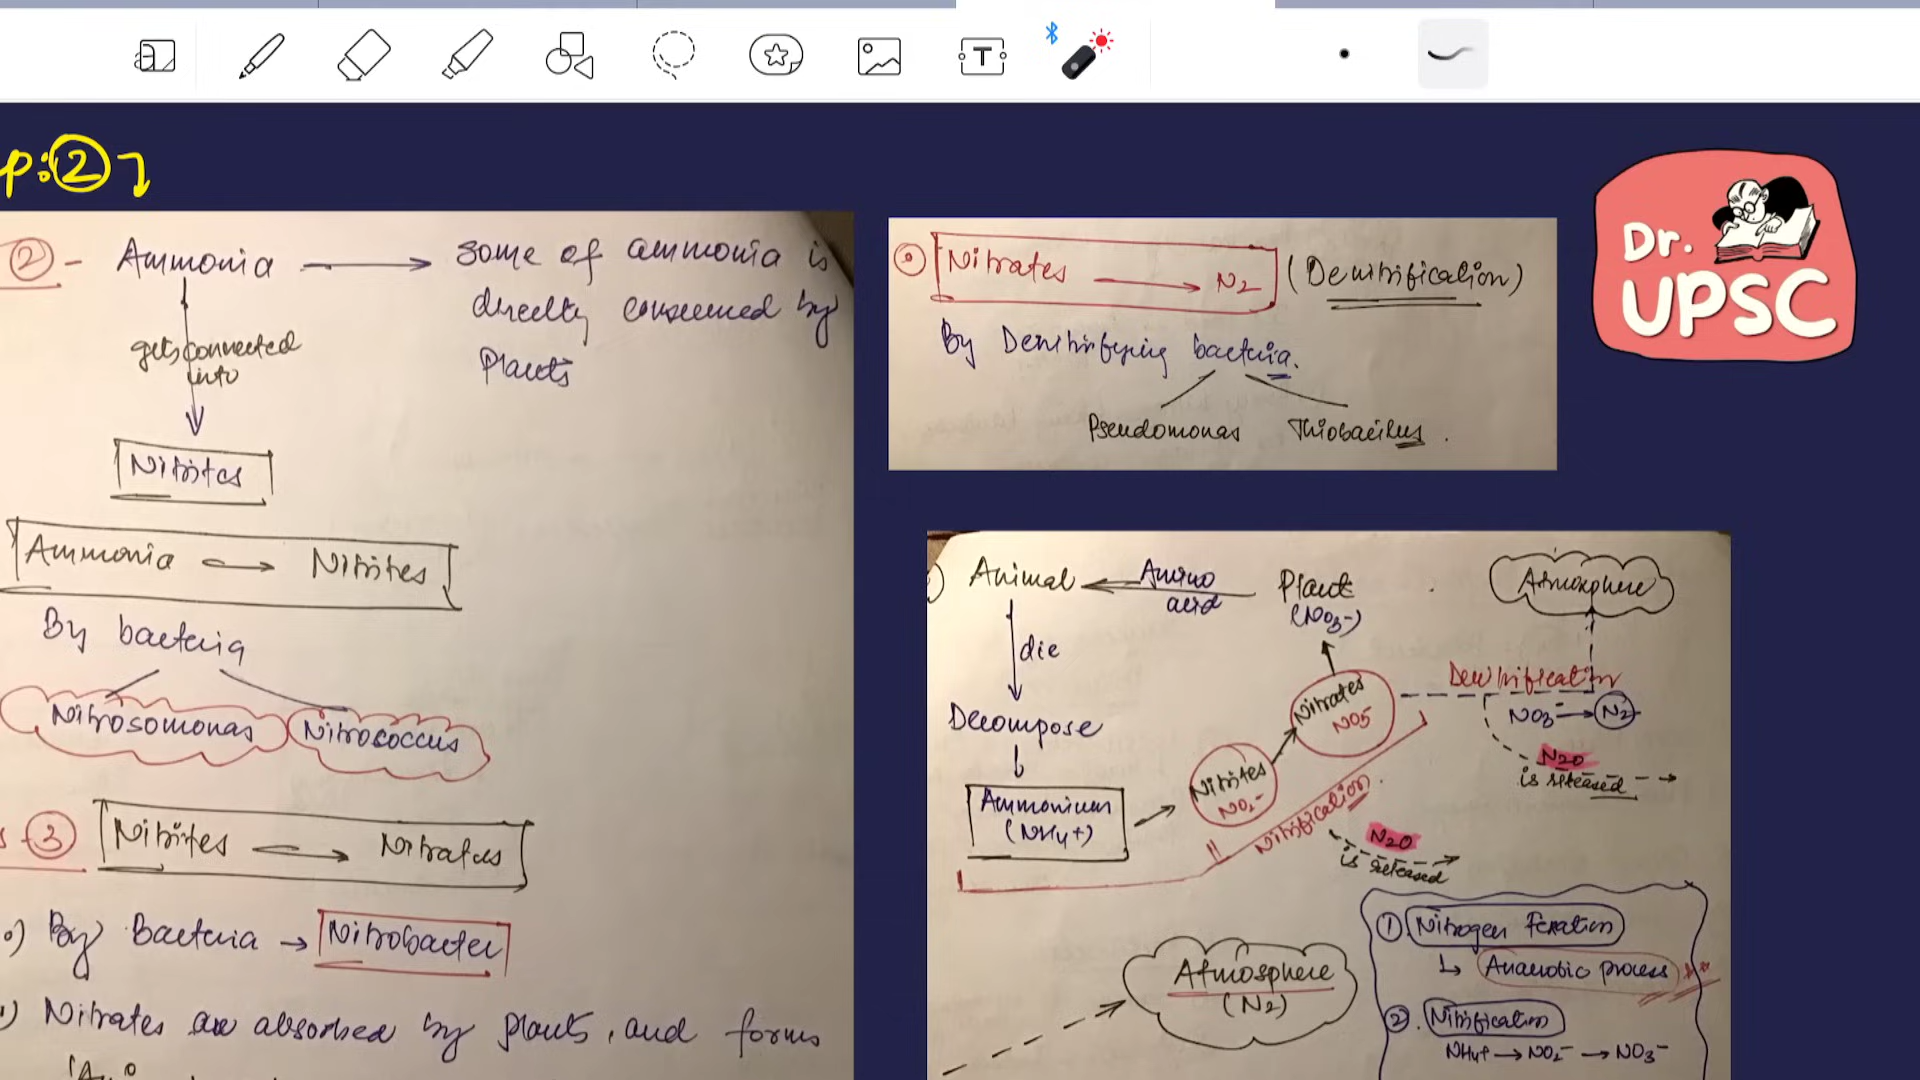 p: 2
2 - Ammonia → some of ammonia is
directly consumed by
plants
gets converted
into
Nitrites
Ammonia → Nitrites
By bacteria
Nitrosomonas Nitrococcus
3 Nitrites → Nitrates
By Bacteria → Nitrobacter
Nitrates are absorbed by plants, and forms
Nitrates → N2 (Denitrification)
By Denitrifying bacteria.
Pseudomonas Thiobacillus.
Dr.
UPSC
Animal ← Amino acid Plant
(NO3-)
Atmosphere
die
Decompose
Ammonium
(NH4+)
Nitrites
NO2-
Nitrates
Nitrification
Denitrification
NO3- → N2
N2O
is released
N2O
is released
Atmosphere
(N2)
1. Nitrogen Fixation
↳ Anaerobic process **
2. Nitrification
NH4+ → NO2- → NO3-
T